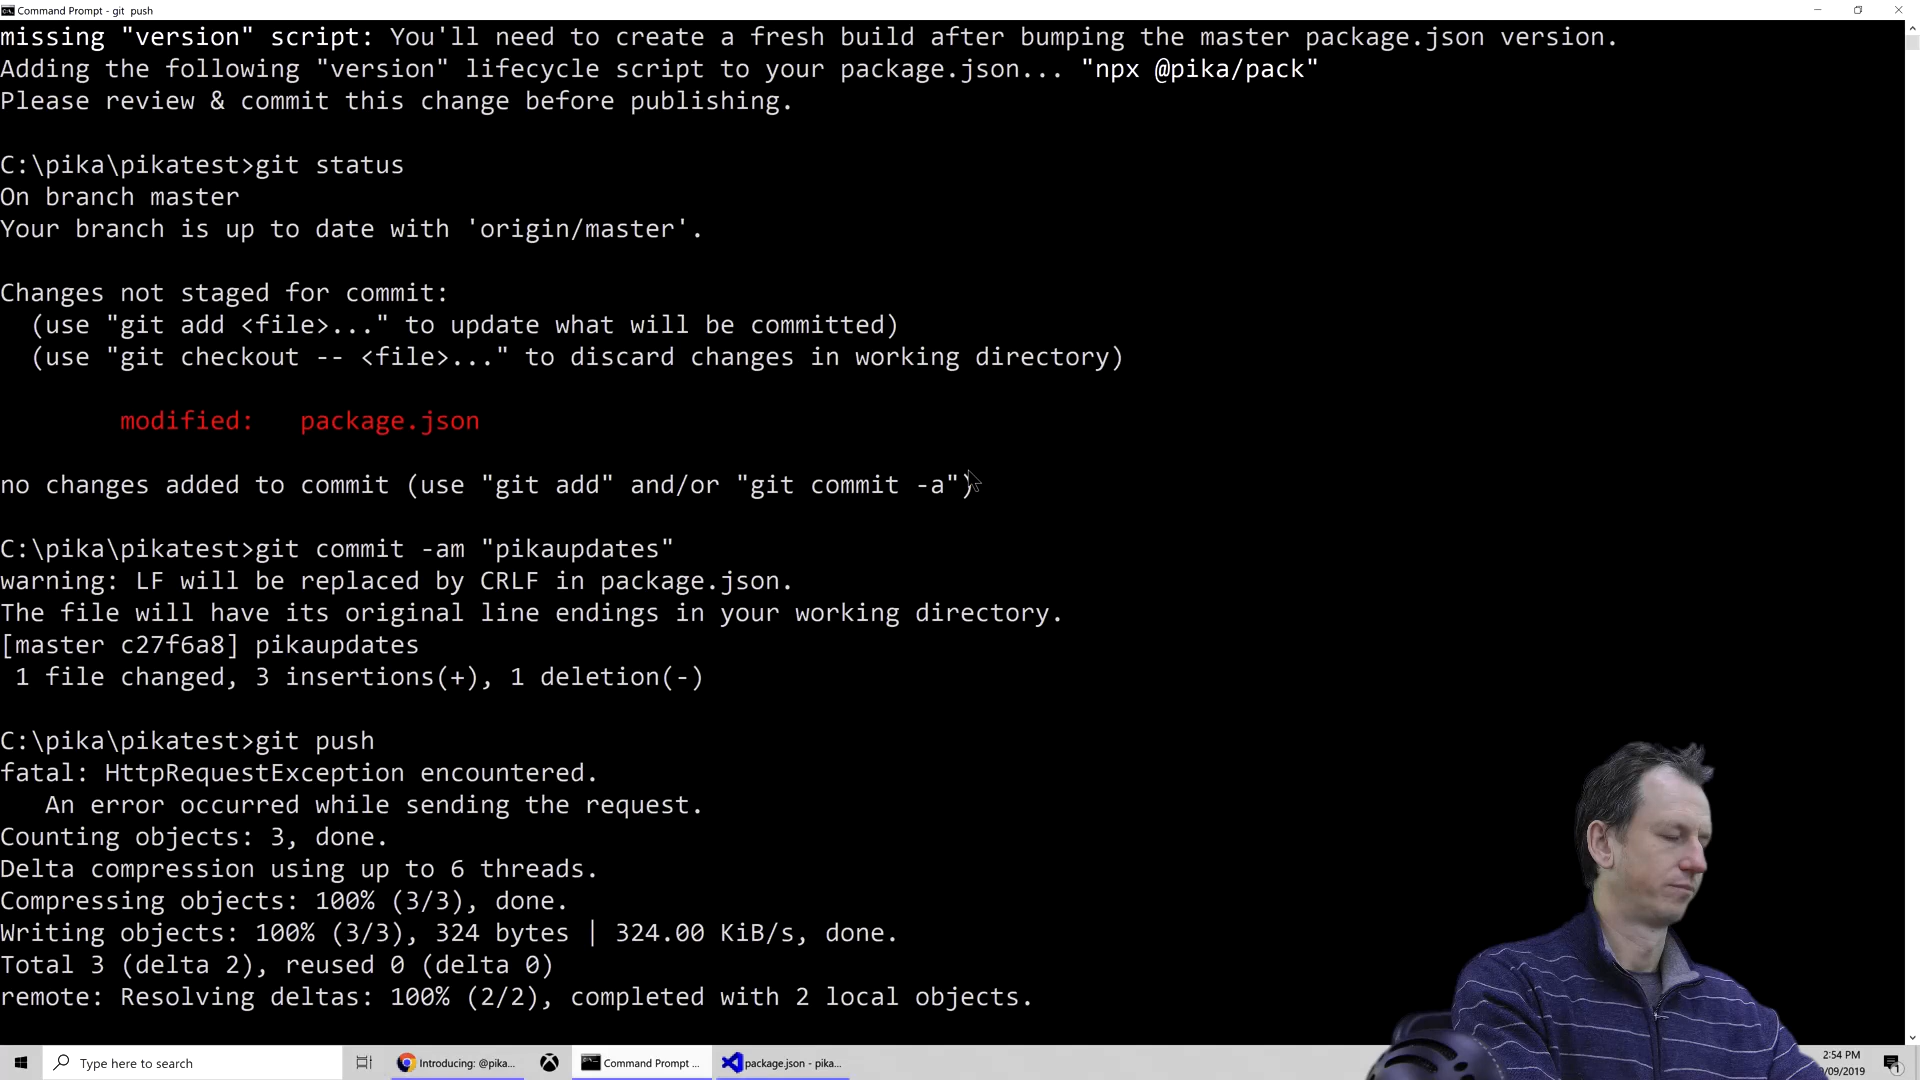 Command Prompt - git  push
missing "version" script: You'll need to create a fresh build after bumping the master package.json version.
Adding the following "version" lifecycle script to your package.json... "npx @pika/pack"
Please review & commit this change before publishing.
C:\pika\pikatest>git status
On branch master
Your branch is up to date with 'origin/master'.
Changes not staged for commit:
  (use "git add <file>..." to update what will be committed)
  (use "git checkout -- <file>..." to discard changes in working directory)
        modified:   package.json
no changes added to commit (use "git add" and/or "git commit -a")
C:\pika\pikatest>git commit -am "pikaupdates"
warning: LF will be replaced by CRLF in package.json.
The file will have its original line endings in your working directory.
[master c27f6a8] pikaupdates
 1 file changed, 3 insertions(+), 1 deletion(-)
C:\pika\pikatest>git push
fatal: HttpRequestException encountered.
   An error occurred while sending the request.
Counting objects: 3, done.
Delta compression using up to 6 threads.
Compressing objects: 100% (3/3), done.
Writing objects: 100% (3/3), 324 bytes | 324.00 KiB/s, done.
Total 3 (delta 2), reused 0 (delta 0)
remote: Resolving deltas: 100% (2/2), completed with 2 local objects.
Type here to search
Introducing: @pika...
Command Prompt ...
package.json - pika...
2:54 PM
/09/2019
1